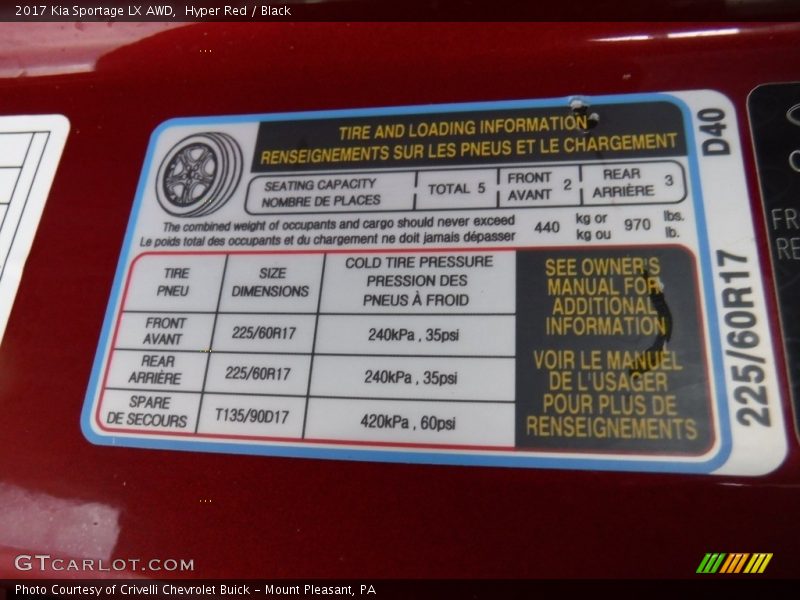 2017 Kia Sportage LX AWD,  Hyper Red / Black
TIRE AND LOADING INFORMATION
RENSEIGNEMENTS SUR LES PNEUS ET LE CHARGEMENT
SEATING CAPACITY
NOMBRE DE PLACES
TOTAL 5
FRONT
AVANT 2
REAR
ARRIÈRE 3
The combined weight of occupants and cargo should never exceed
Le poids total des occupants et du chargement ne doit jamais dépasser
440 kg or
kg ou
970 lbs.
lb.
TIRE
PNEU
SIZE
DIMENSIONS
COLD TIRE PRESSURE
PRESSION DES
PNEUS À FROID
FRONT
AVANT
225/60R17
240kPa , 35psi
REAR
ARRIÈRE
225/60R17
240kPa , 35psi
SPARE
DE SECOURS
T135/90D17
420kPa , 60psi
SEE OWNER'S
MANUAL FOR
ADDITIONAL
INFORMATION
VOIR LE MANUEL
DE L'USAGER
POUR PLUS DE
RENSEIGNEMENTS
D40
225/60R17
FR
RE
GTCARLOT.COM
Photo Courtesy of Crivelli Chevrolet Buick - Mount Pleasant, PA